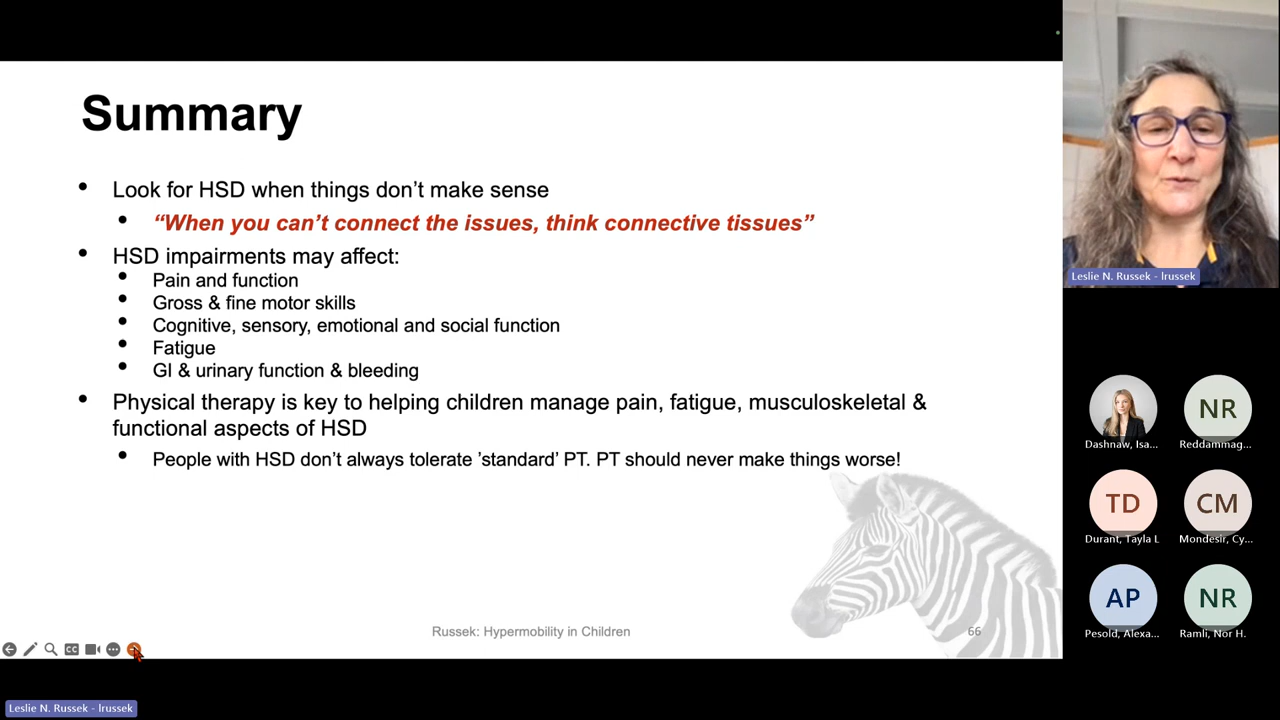 Summary
• Look for HSD when things don’t make sense
• “When you can’t connect the issues, think connective tissues”
• HSD impairments may affect:
• Pain and function
• Gross & fine motor skills
• Cognitive, sensory, emotional and social function
• Fatigue
• GI & urinary function & bleeding
• Physical therapy is key to helping children manage pain, fatigue, musculoskeletal &
functional aspects of HSD
• People with HSD don’t always tolerate ’standard’ PT. PT should never make things worse!
Russek: Hypermobility in Children
66
CC
Leslie N. Russek - lrussek
Leslie N. Russek - lrussek
Dashnaw, Isa...
NR
Reddammag...
TD
Durant, Tayla L
CM
Mondesir, Cy...
AP
Pesold, Alexa...
NR
Ramli, Nor H.